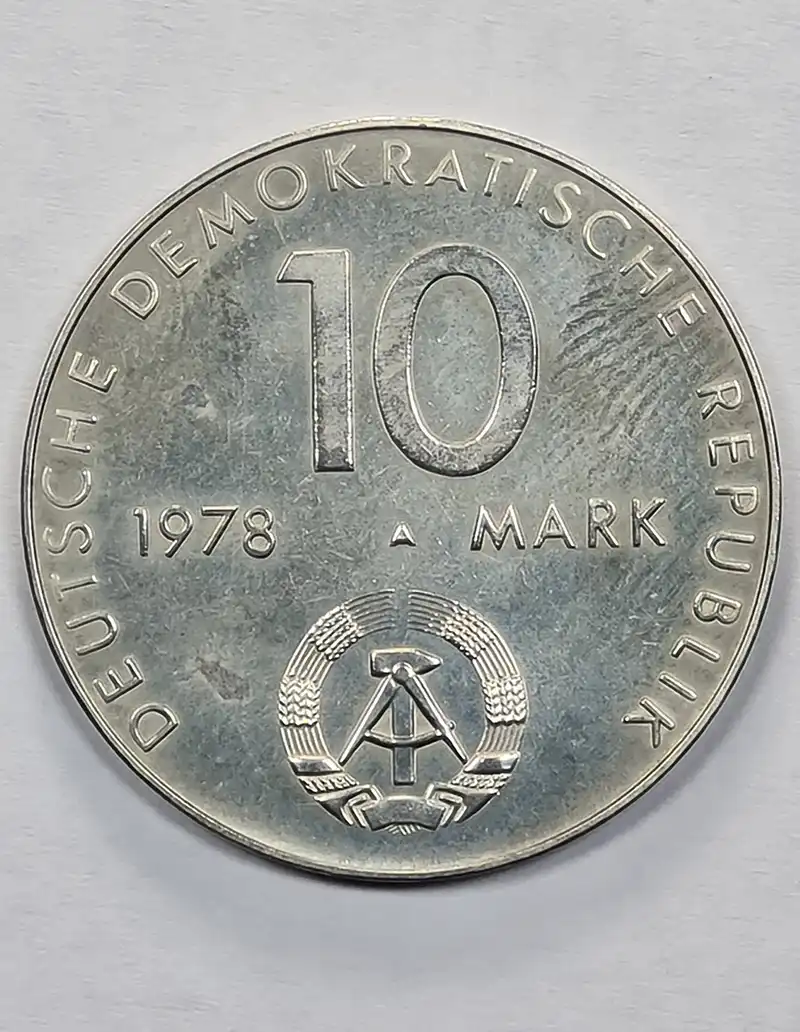 DEUTSCHE DEMOKRATISCHE REPUBLIK
10
1978 A MARK